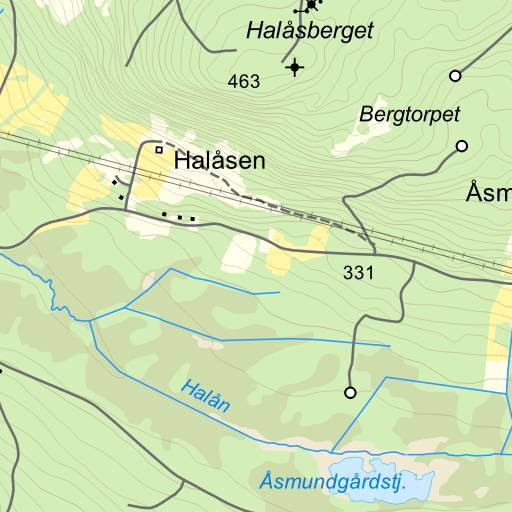 Halåsberget
463
Bergtorpet
Halåsen
Åsm
331
Halån
Åsmundgårdstj.